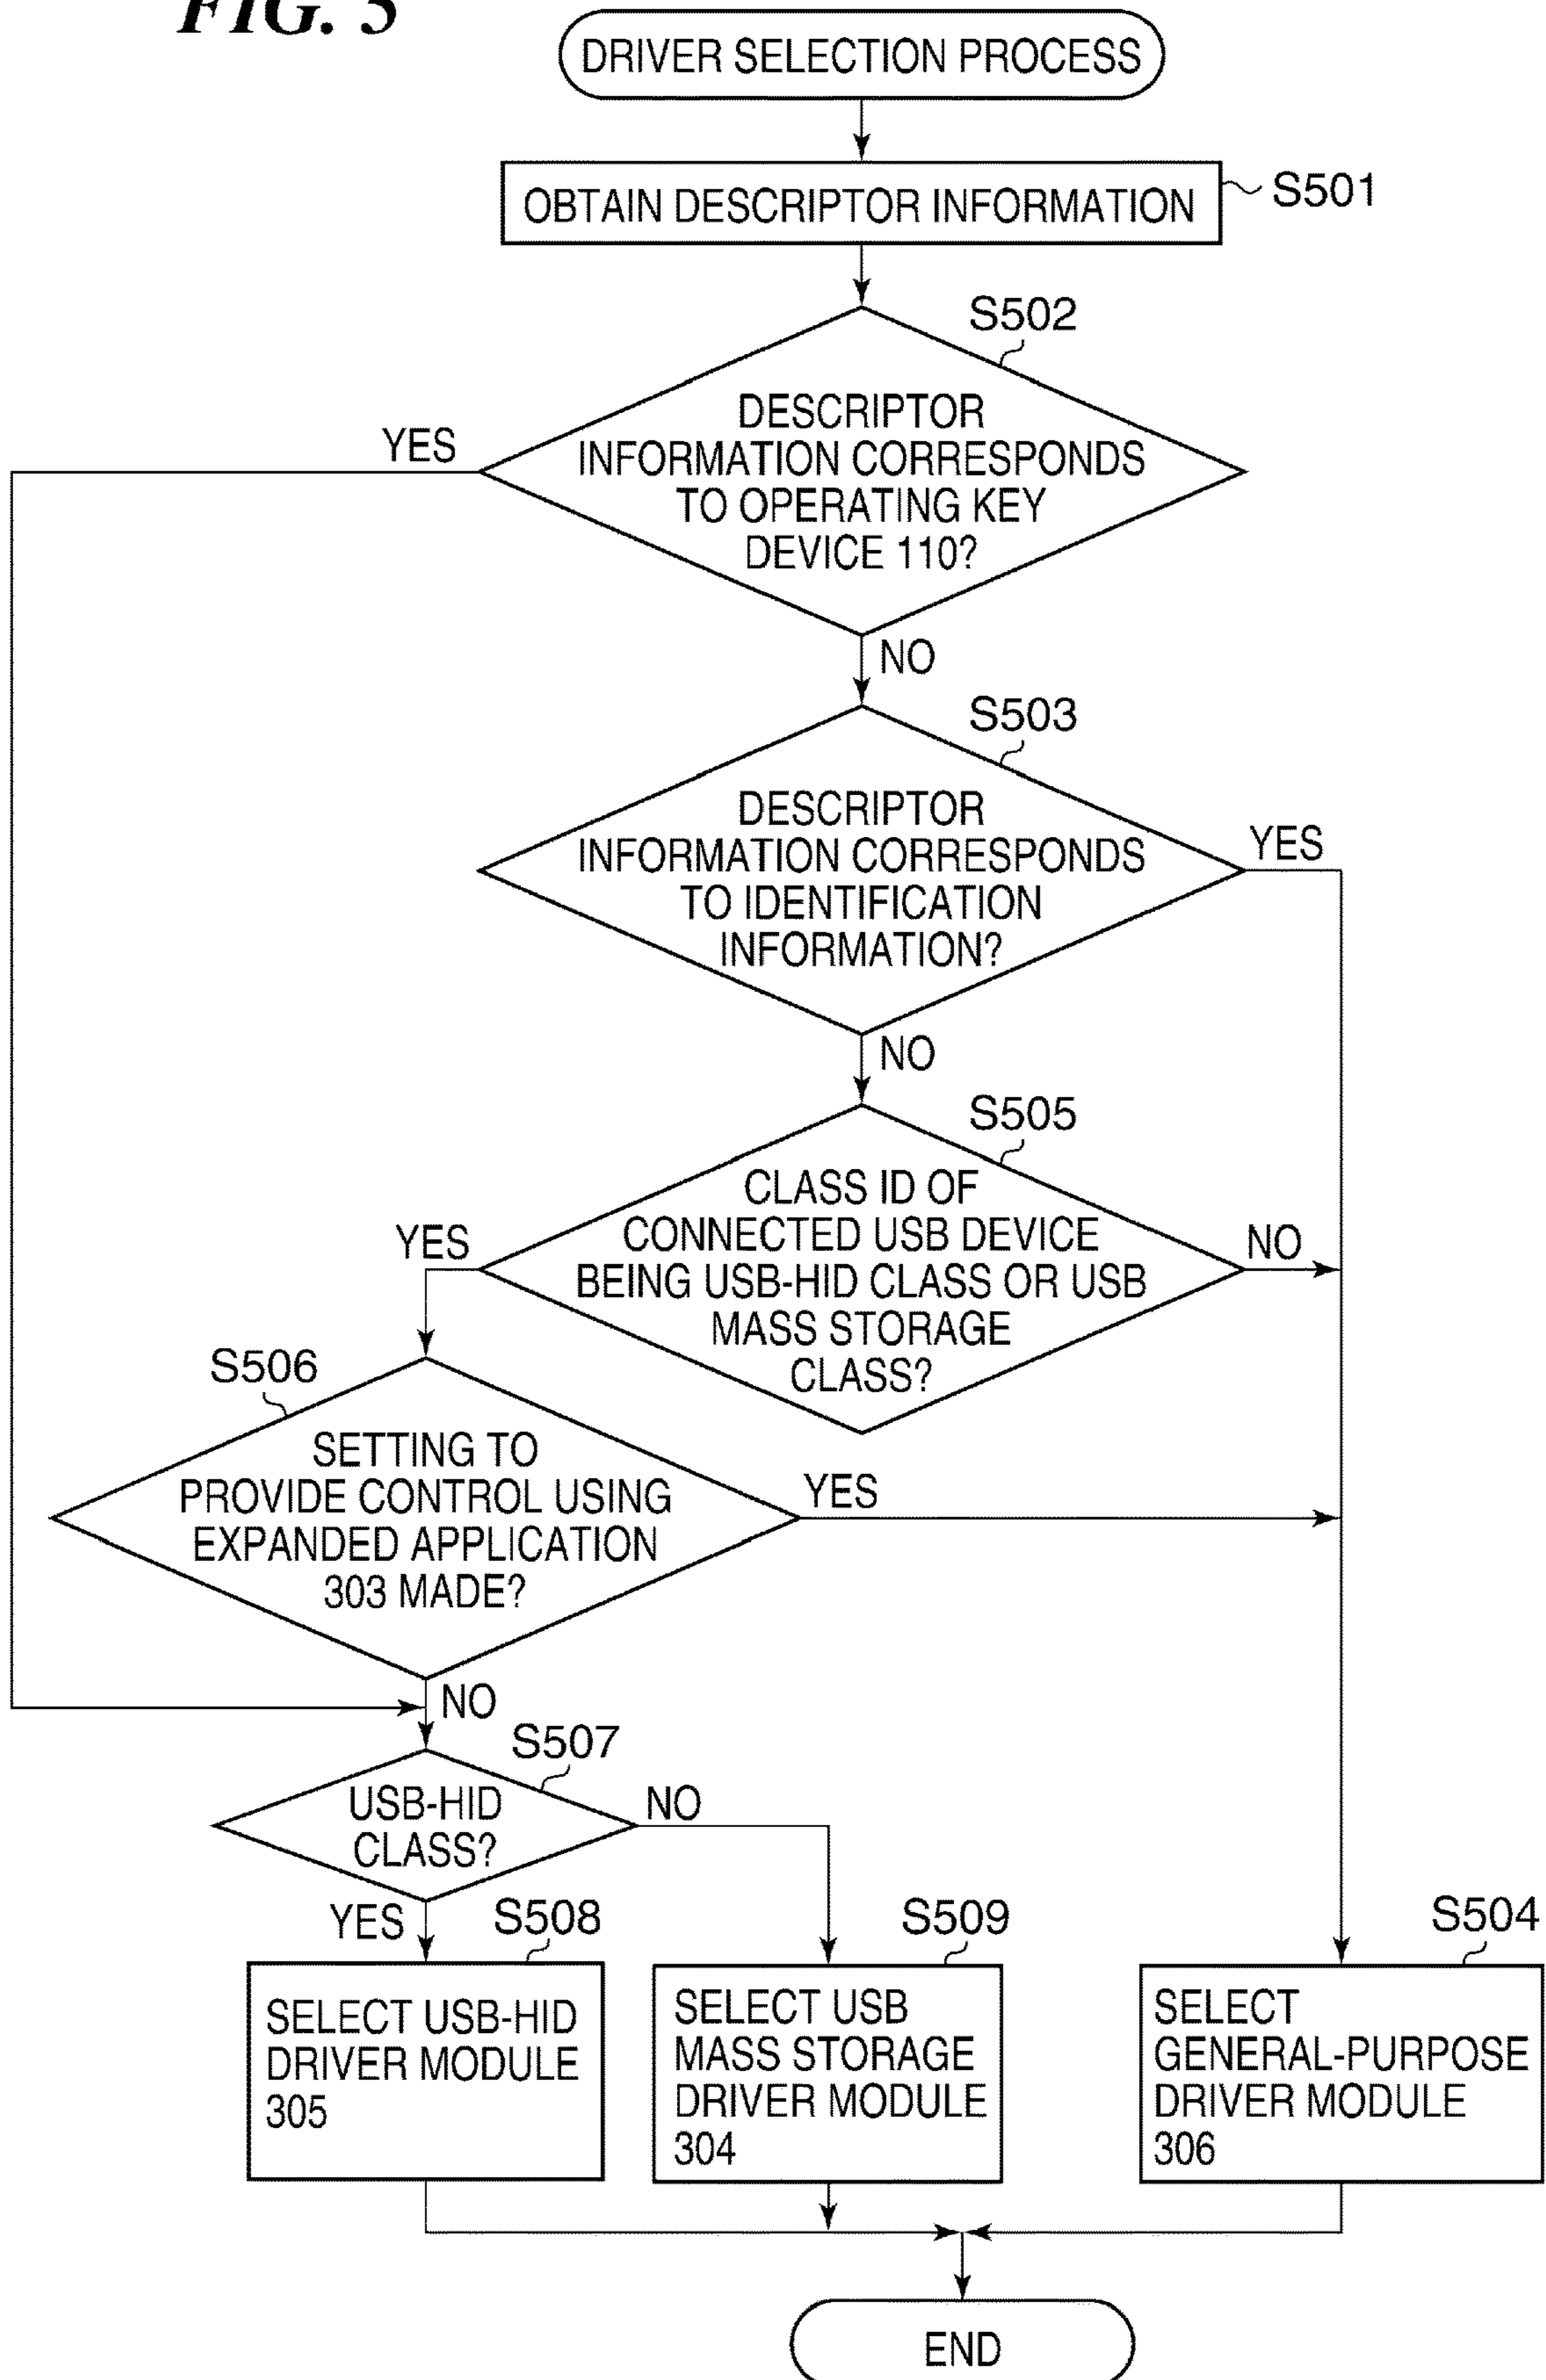 FIG. 5
DRIVER SELECTION PROCESS
OBTAIN DESCRIPTOR INFORMATION
S501
S502
DESCRIPTOR
INFORMATION CORRESPONDS
TO OPERATING KEY
DEVICE 110?
YES
NO
S503
DESCRIPTOR
INFORMATION CORRESPONDS
TO IDENTIFICATION
INFORMATION?
YES
NO
S505
CLASS ID OF
CONNECTED USB DEVICE
BEING USB-HID CLASS OR USB
MASS STORAGE
CLASS?
YES
NO
S506
SETTING TO
PROVIDE CONTROL USING
EXPANDED APPLICATION
303 MADE?
YES
NO
S507
USB-HID
CLASS?
NO
YES
S508
SELECT USB-HID
DRIVER MODULE
305
S509
SELECT USB
MASS STORAGE
DRIVER MODULE
304
S504
SELECT
GENERAL-PURPOSE
DRIVER MODULE
306
END